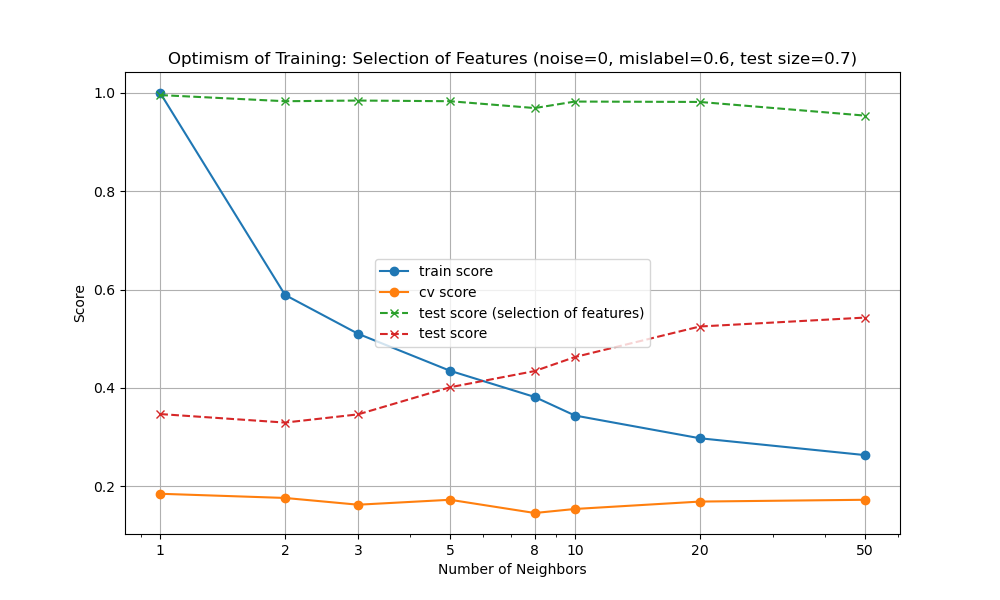 Optimism of Training: Selection of Features (noise=0, mislabel=0.6, test size=0.7)
1.0
0.8
0.6
0.4
0.2
Score
train score
cv score
test score (selection of features)
test score
1 2 3 5 8 10 20 50
Number of Neighbors